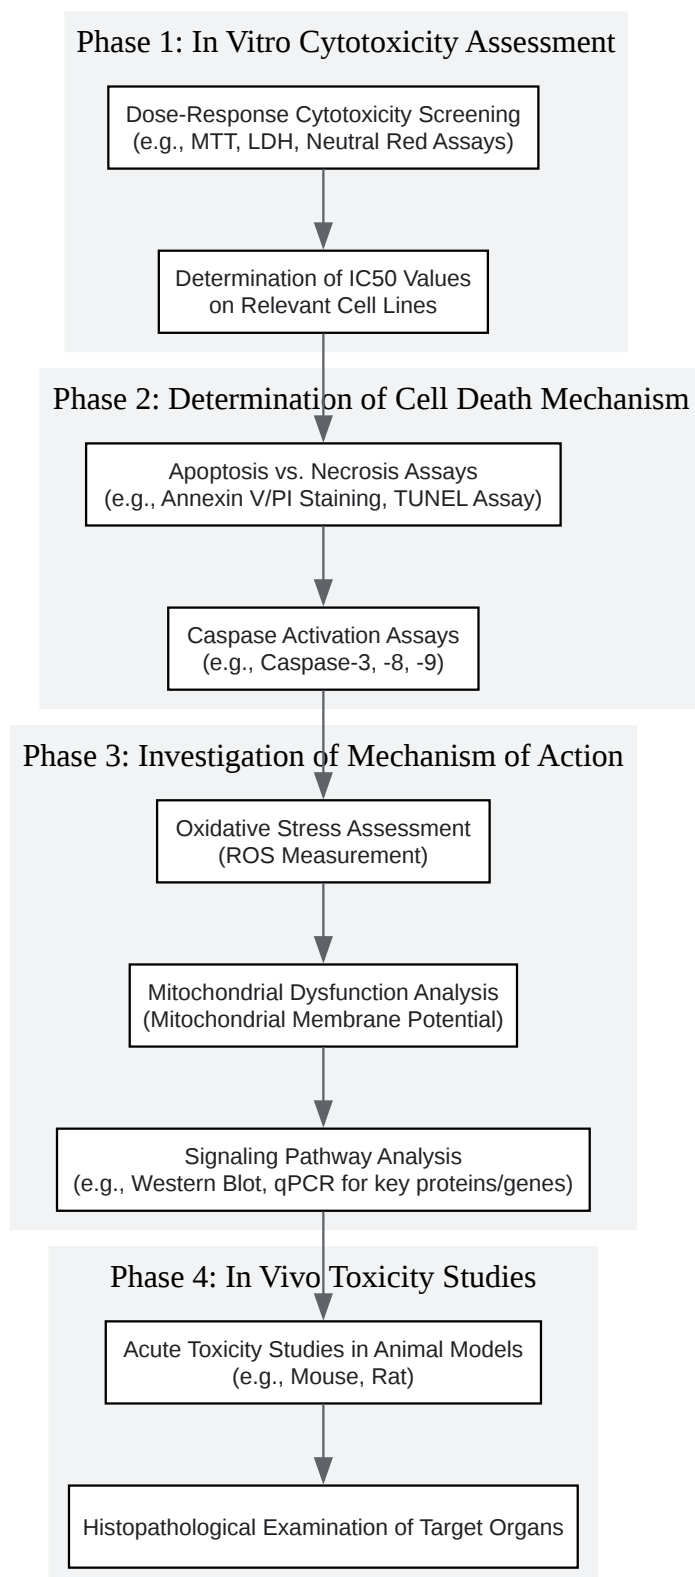 Phase 1: In Vitro Cytotoxicity Assessment
Dose-Response Cytotoxicity Screening
(e.g., MTT, LDH, Neutral Red Assays)
Determination of IC50 Values
on Relevant Cell Lines
Phase 2: Determination of Cell Death Mechanism
Apoptosis vs. Necrosis Assays
(e.g., Annexin V/PI Staining, TUNEL Assay)
Caspase Activation Assays
(e.g., Caspase-3, -8, -9)
Phase 3: Investigation of Mechanism of Action
Oxidative Stress Assessment
(ROS Measurement)
Mitochondrial Dysfunction Analysis
(Mitochondrial Membrane Potential)
Signaling Pathway Analysis
(e.g., Western Blot, qPCR for key proteins/genes)
Phase 4: In Vivo Toxicity Studies
Acute Toxicity Studies in Animal Models
(e.g., Mouse, Rat)
Histopathological Examination of Target Organs